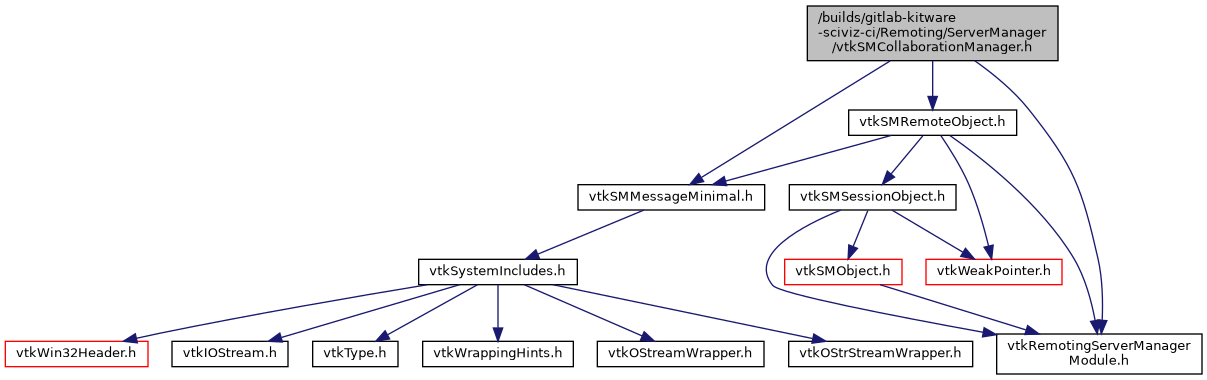 /builds/gitlab-kitware
-sciviz-ci/Remoting/ServerManager
/vtkSMCollaborationManager.h
vtkSMRemoteObject.h
vtkSMMessageMinimal.h
vtkSMSessionObject.h
vtkSystemIncludes.h
vtkSMObject.h
vtkWeakPointer.h
vtkWin32Header.h
vtkIOStream.h
vtkType.h
vtkWrappingHints.h
vtkOStreamWrapper.h
vtkOStrStreamWrapper.h
vtkRemotingServerManager
Module.h